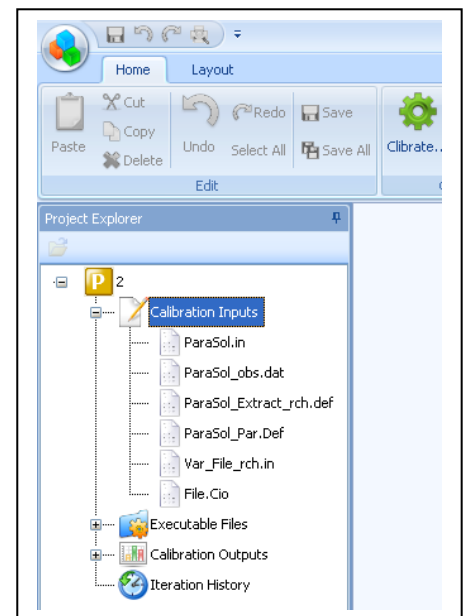 Home Layout
Cut
Copy
Paste
Delete
Undo
Redo
Select All
Save
Save All
Clibrate..
Edit
Project Explorer
P 2
Calibration Inputs
ParaSol.in
ParaSol_obs.dat
ParaSol_Extract_rch.def
ParaSol_Par.Def
Var_File_rch.in
File.Cio
Executable Files
Calibration Outputs
Iteration History